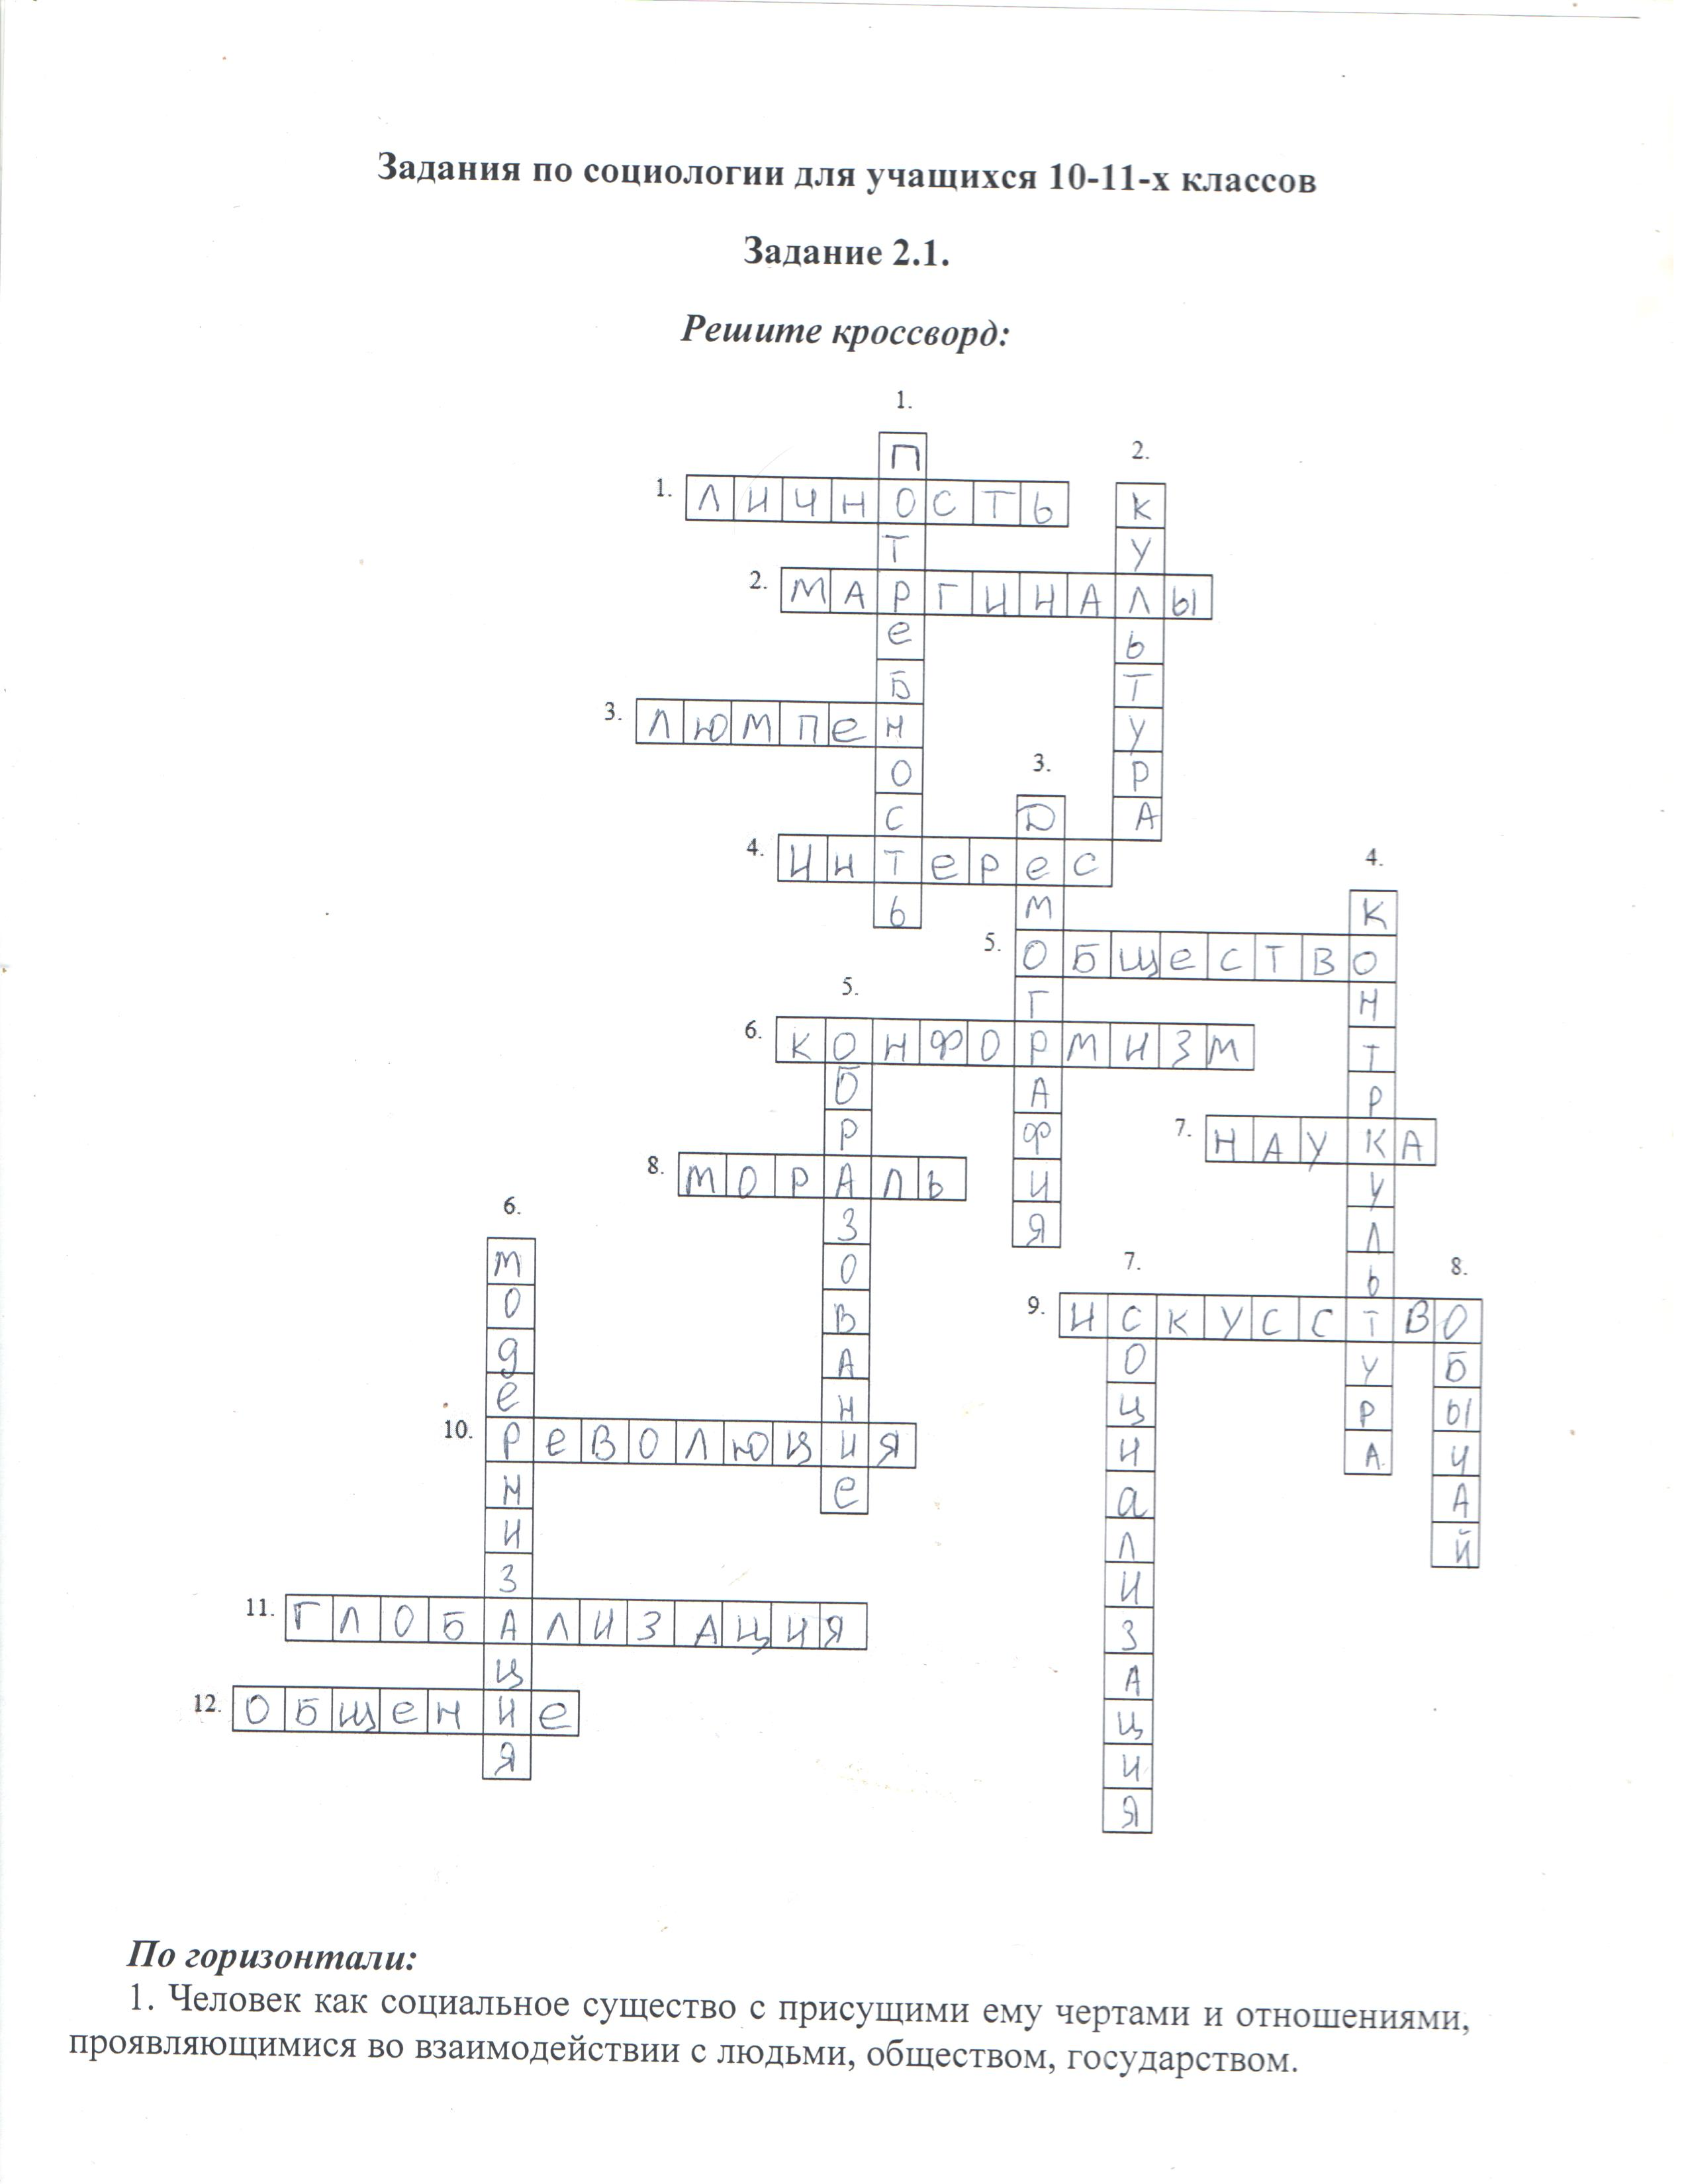 Задания по социологии для учащихся 10-11-х классов
Задание 2.1.
Решите кроссворд:
1.
2.
1. ЛИЧНОСТЬ
2. МАРГИНАЛЫ
3. ЛЮМПЕН
3.
4. ИНТЕРЕС
4.
5. ОБЩЕСТВО
5.
6. КОНФОРМИЗМ
7. НАУКА
8. МОРАЛЬ
6.
7.
8.
9. ИСКУССТВО
10. РЕВОЛЮЦИЯ
11. ГЛОБАЛИЗАЦИЯ
12. ОБЩЕНИЕ
ПОТРЕБНОСТЬ
КУЛЬТУРА
ДЕМОГРАФИЯ
КОНТРКУЛЬТУРА
ОБРАЗОВАНИЕ
МОДЕРНИЗАЦИЯ
СОЦИАЛИЗАЦИЯ
ОБЫЧАЙ
По горизонтали:
1. Человек как социальное существо с присущими ему чертами и отношениями,
проявляющимися во взаимодействии с людьми, обществом, государством.